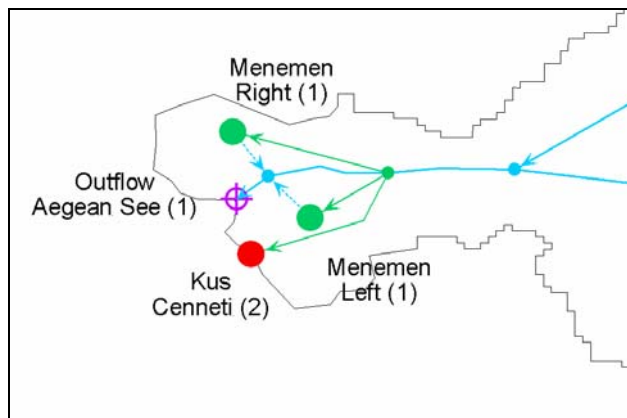 Menemen
Right (1)
Outflow
Aegean See (1)
Kus
Cenneti (2)
Menemen
Left (1)